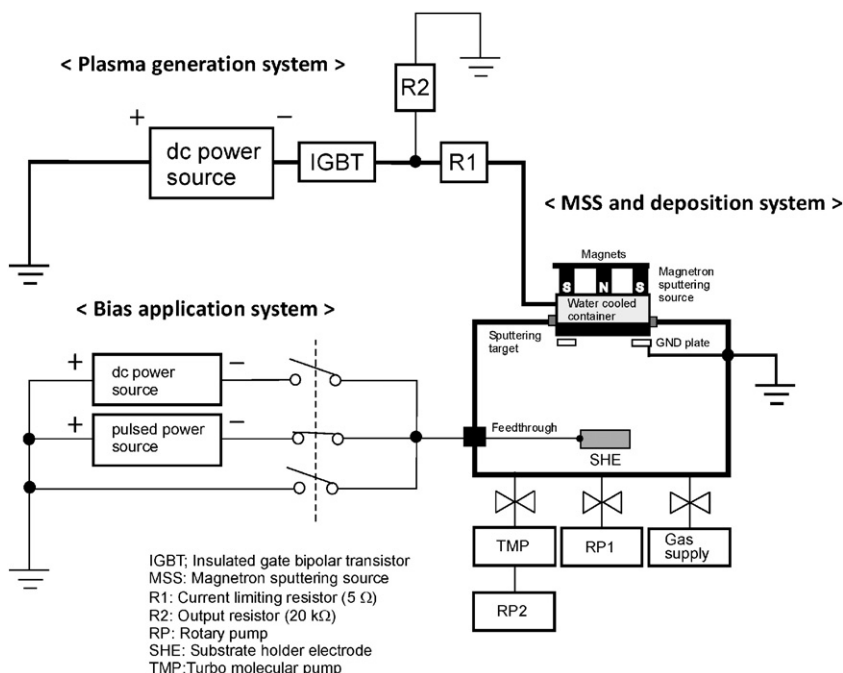 < Plasma generation system >
R2
+
−
dc power
source
IGBT
R1
< MSS and deposition system >
Magnets
S
N
S
Magnetron
sputtering
source
Water cooled
container
Sputtering
target
GND plate
< Bias application system >
+
−
dc power
source
+
−
pulsed power
source
Feedthrough
SHE
TMP
RP1
Gas
supply
RP2
IGBT; Insulated gate bipolar transistor
MSS: Magnetron sputtering source
R1: Current limiting resistor (5 Ω)
R2: Output resistor (20 kΩ)
RP: Rotary pump
SHE: Substrate holder electrode
TMP:Turbo molecular pump